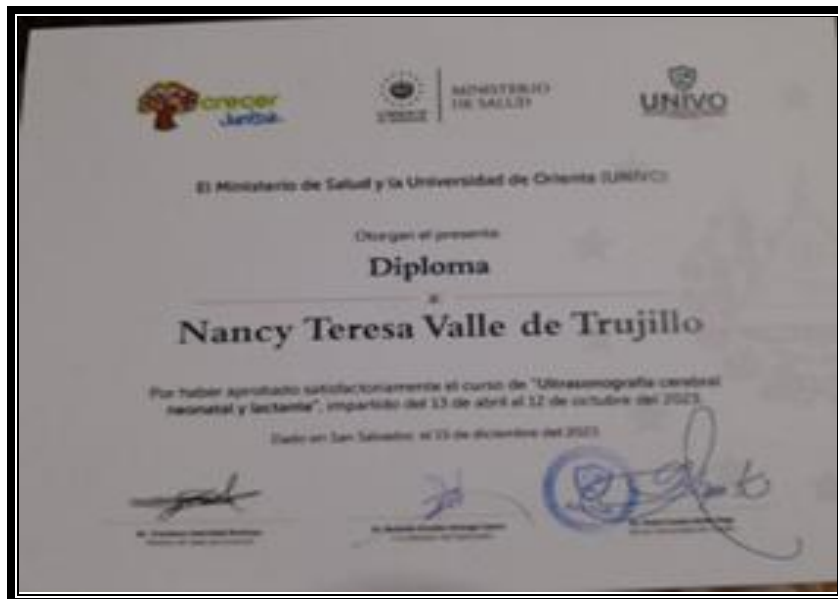 crecer
Juntos
MINISTERIO
DE SALUD
UNIVO
El Ministerio de Salud y la Universidad de Oriente (UNIVO)
Otorgan el presente
Diploma
a
Nancy Teresa Valle de Trujillo
Por haber aprobado satisfactoriamente el curso de "Ultrasonografía cerebral
neonatal y lactante", impartido del 13 de abril al 12 de octubre del 2023.
Dado en San Salvador, el 15 de diciembre del 2023.